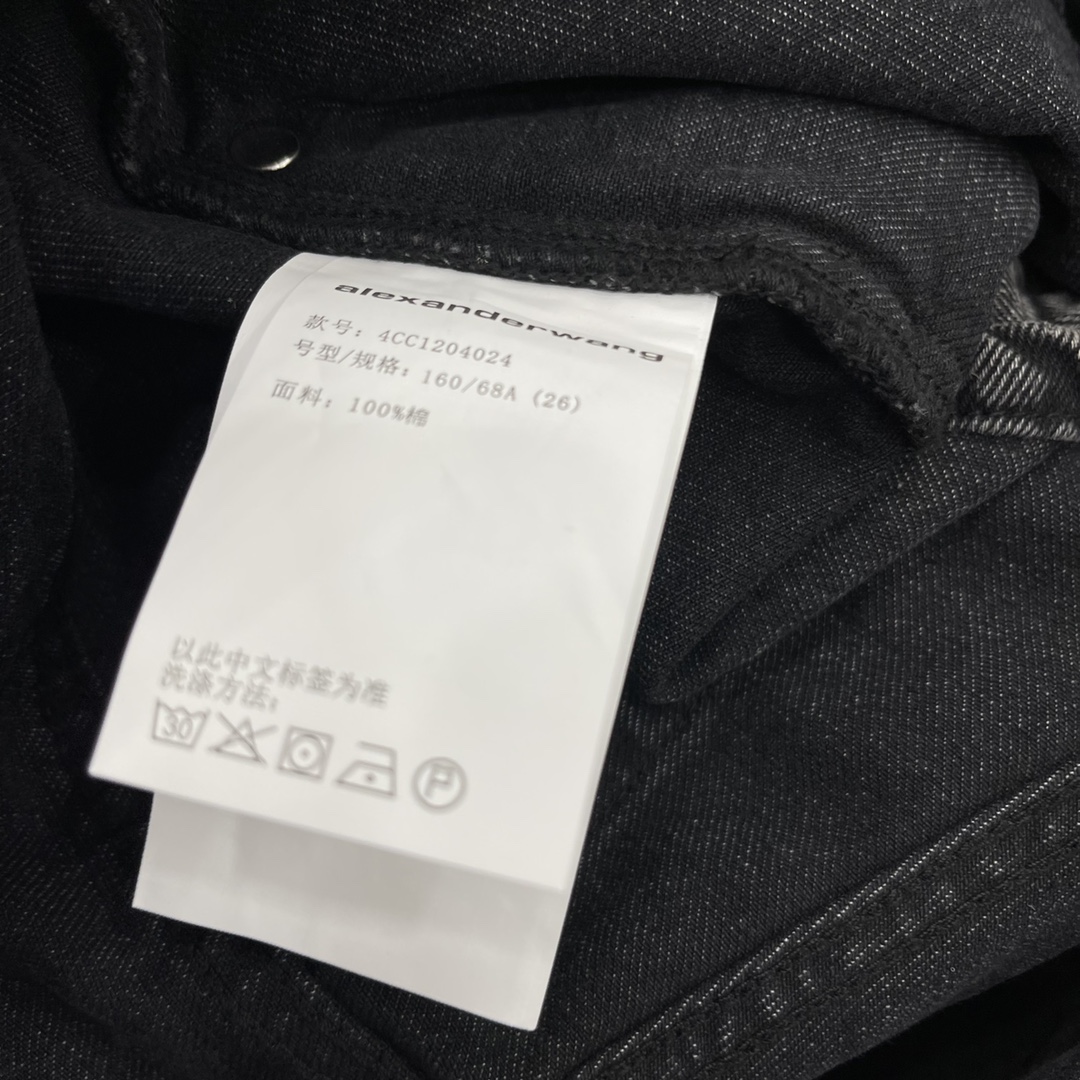 alexanderwang
款号：4CC1204024
号型/规格：160/68A (26)
面料：100%棉
以此中文标签为准
洗涤方法：
30
P